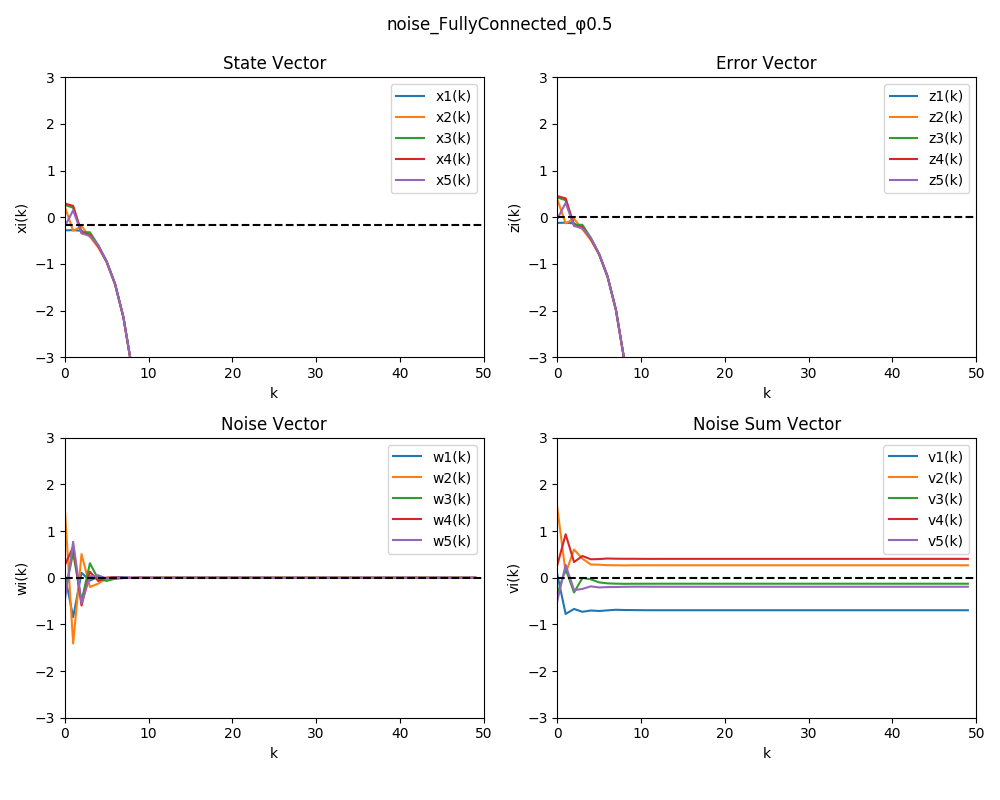 noise_FullyConnected_φ0.5
State Vector
3
2
1
0
−1
−2
−3
xi(k)
0
10
20
30
40
50
k
x1(k)
x2(k)
x3(k)
x4(k)
x5(k)
Error Vector
3
2
1
0
−1
−2
−3
zi(k)
0
10
20
30
40
50
k
z1(k)
z2(k)
z3(k)
z4(k)
z5(k)
Noise Vector
3
2
1
0
−1
−2
−3
wi(k)
0
10
20
30
40
50
k
w1(k)
w2(k)
w3(k)
w4(k)
w5(k)
Noise Sum Vector
3
2
1
0
−1
−2
−3
vi(k)
0
10
20
30
40
50
k
v1(k)
v2(k)
v3(k)
v4(k)
v5(k)